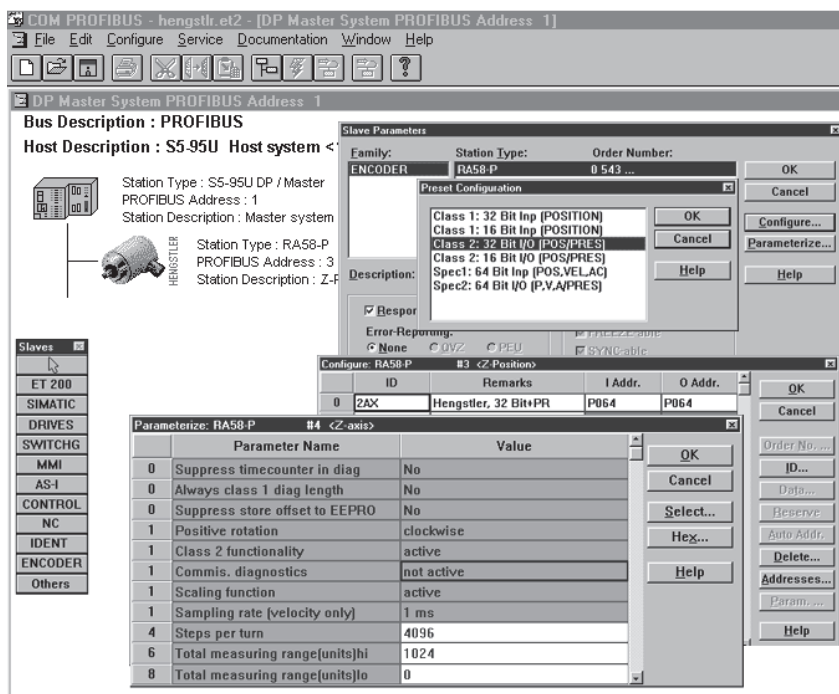 COM PROFIBUS - hengstlr.et2 - [DP Master System PROFIBUS Address 1]
File Edit Configure Service Documentation Window Help
DP Master System PROFIBUS Address 1
Bus Description : PROFIBUS
Host Description : S5-95U Host system <
Station Type : S5-95U DP / Master
PROFIBUS Address : 1
Station Description : Master system
HENGSTLER
Station Type : RA58-P
PROFIBUS Address : 3
Station Description : Z-P
Slave Parameters
Family: Station Type: Order Number:
ENCODER RA58-P 0 543 ...
OK
Cancel
Configure...
Parameterize...
Help
Preset Configuration
Class 1: 32 Bit Inp (POSITION)
Class 1: 16 Bit Inp (POSITION)
Class 2: 32 Bit I/O (POS/PRES)
Class 2: 16 Bit I/O (POS/PRES)
Spec1: 64 Bit Inp (POS,VEL,AC)
Spec2: 64 Bit I/O (P,V,A/PRES)
OK
Cancel
Help
Description:
Respon
Error-Reporting:
None QVZ PEU
FREEZE-able
SYNC-able
Slaves
ET 200
SIMATIC
DRIVES
SWITCHG
MMI
AS-I
CONTROL
NC
IDENT
ENCODER
Others
Configure: RA58-P #3 <Z-Position>
ID Remarks I Addr. O Addr.
0 2AX Hengstler, 32 Bit+PR P064 P064
OK
Cancel
Order No. ...
ID...
Data...
Reserve
Auto Addr.
Delete...
Addresses...
Param. ...
Help
Parameterize: RA58-P #4 <Z-axis>
Parameter Name Value
0 Suppress timecounter in diag No
0 Always class 1 diag length No
0 Suppress store offset to EEPRO No
1 Positive rotation clockwise
1 Class 2 functionality active
1 Commis. diagnostics not active
1 Scaling function active
1 Sampling rate (velocity only) 1 ms
4 Steps per turn 4096
6 Total measuring range(units)hi 1024
8 Total measuring range(units)lo 0
OK
Cancel
Select...
Hex...
Help